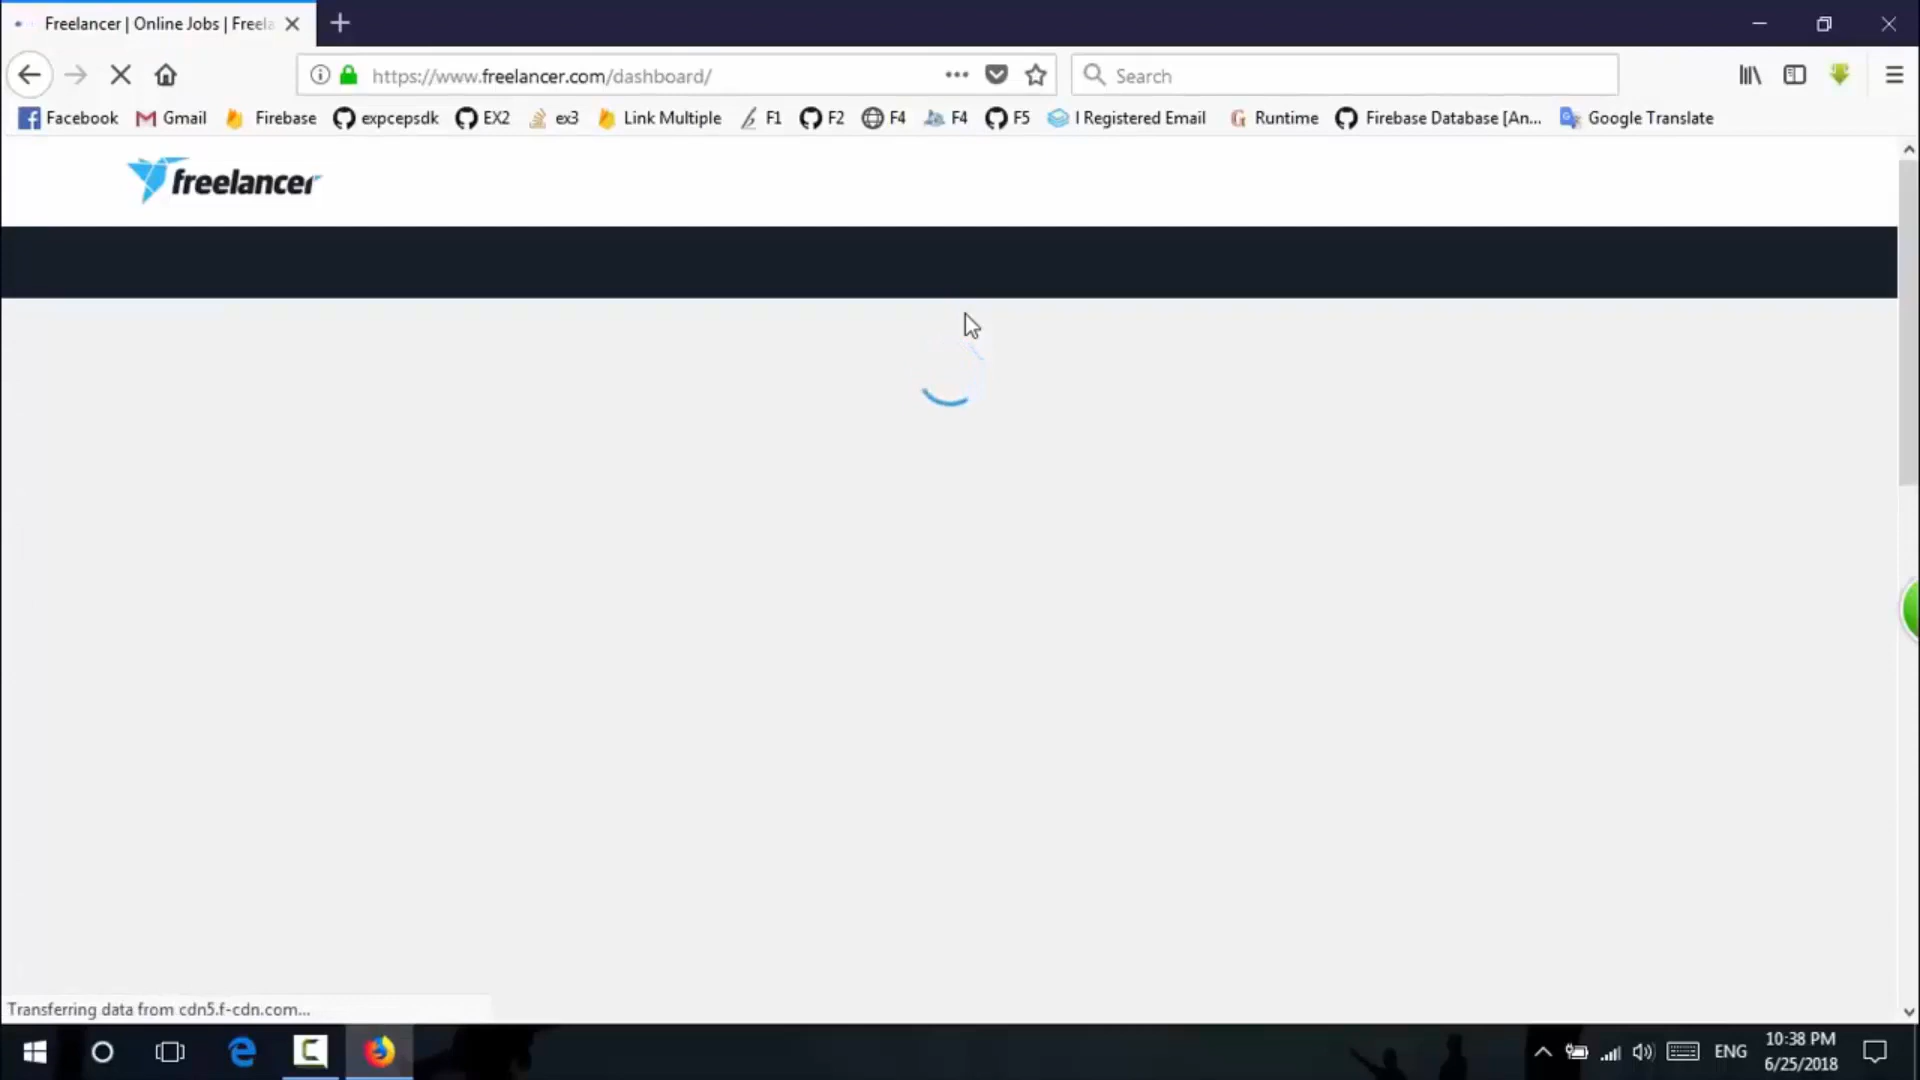 Freelancer | Online Jobs | Freela
https://www.freelancer.com/dashboard/
Search
Facebook Gmail Firebase expcepsdk EX2 ex3 Link Multiple F1 F2 F4 F4 F5 I Registered Email Runtime Firebase Database [An... Google Translate
freelancer
Transferring data from cdn5.f-cdn.com...
ENG
10:38 PM
6/25/2018